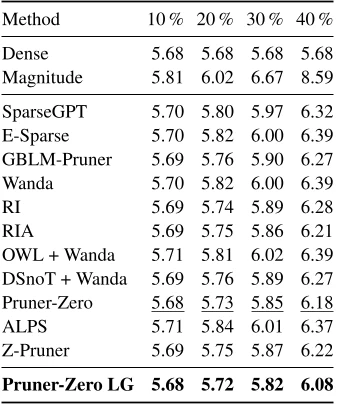 Method 10 % 20 % 30 % 40 %
Dense 5.68 5.68 5.68 5.68
Magnitude 5.81 6.02 6.67 8.59
SparseGPT 5.70 5.80 5.97 6.32
E-Sparse 5.70 5.82 6.00 6.39
GBLM-Pruner 5.69 5.76 5.90 6.27
Wanda 5.70 5.82 6.00 6.39
RI 5.69 5.74 5.89 6.28
RIA 5.69 5.75 5.86 6.21
OWL + Wanda 5.71 5.81 6.02 6.39
DSnoT + Wanda 5.69 5.76 5.89 6.27
Pruner-Zero 5.68 5.73 5.85 6.18
ALPS 5.71 5.84 6.01 6.37
Z-Pruner 5.69 5.75 5.87 6.22
Pruner-Zero LG 5.68 5.72 5.82 6.08